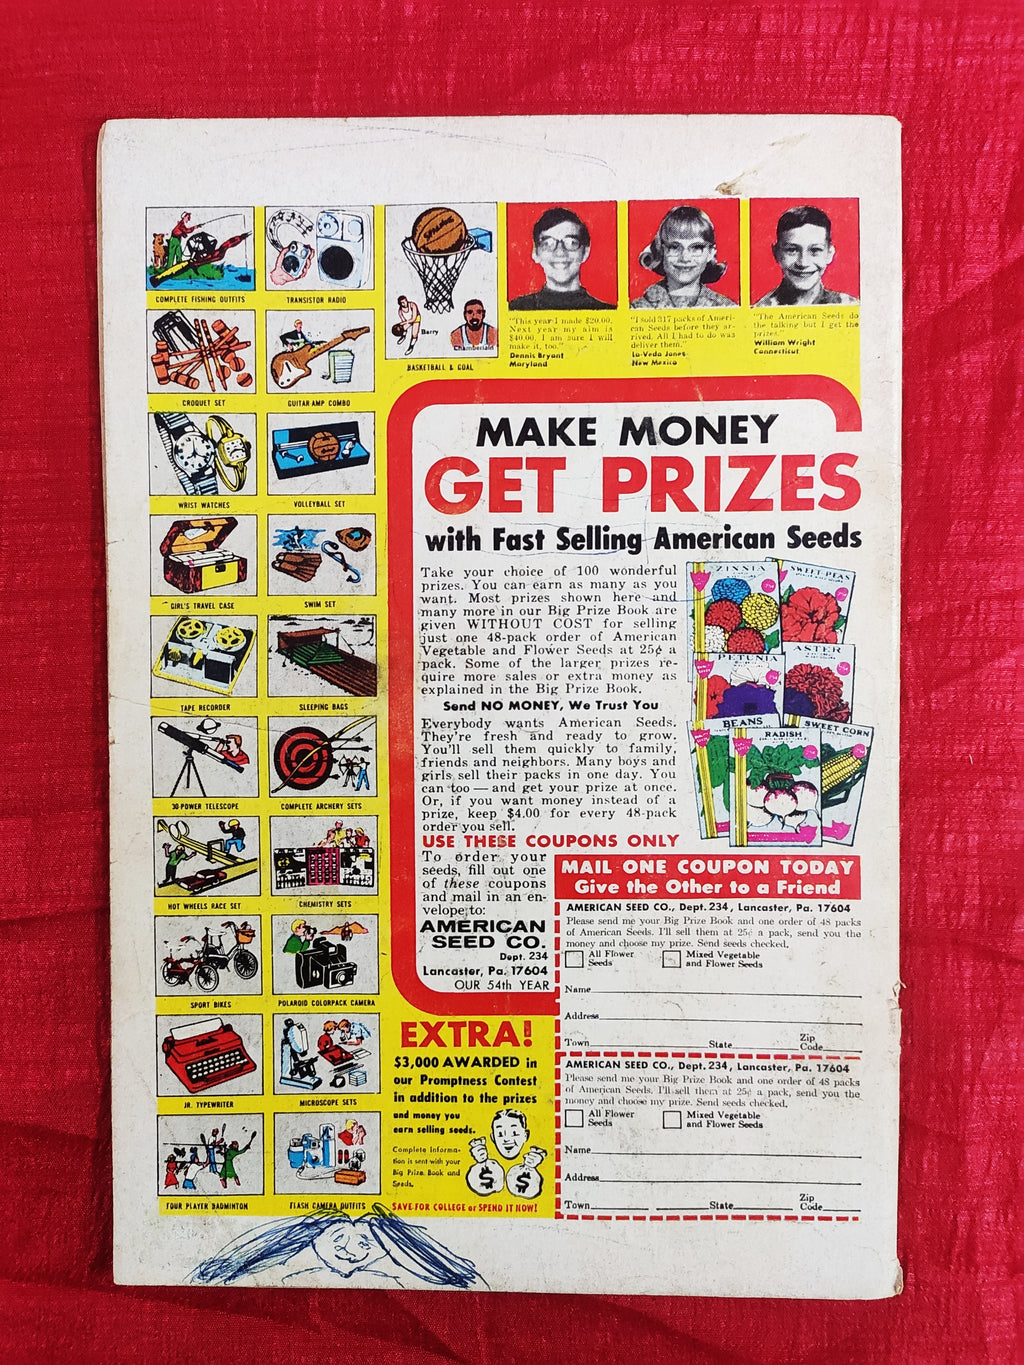 COMPLETE FISHING OUTFITS
TRANSISTOR RADIO
CROQUET SET
GUITAR-AMP COMBO
WRIST WATCHES
VOLLEYBALL SET
GIRL'S TRAVEL CASE
SWIM SET
TAPE RECORDER
SLEEPING BAGS
30-POWER TELESCOPE
COMPLETE ARCHERY SETS
HOT WHEELS RACE SET
CHEMISTRY SETS
SPORT BIKES
POLAROID COLORPACK CAMERA
JR. TYPEWRITER
MICROSCOPE SETS
FOUR PLAYER BADMINTON
FLASH CAMERA OUTFITS
Barry
Chamberlain
BASKETBALL & GOAL
"This year I made $20.00.
Next year my aim is
$40.00. I am sure I will
make it, too."
Dennis Bryant
Maryland
"I sold 317 packs of Ameri-
can Seeds before they ar-
rived. All I had to do was
deliver them."
La-Veda Jones
New Mexico
"The American Seeds do
the talking but I get the
prizes."
William Wright
Connecticut
MAKE MONEY
GET PRIZES
with Fast Selling American Seeds
Take your choice of 100 wonderful
prizes. You can earn as many as you
want. Most prizes shown here and
many more in our Big Prize Book are
given WITHOUT COST for selling
just one 48-pack order of American
Vegetable and Flower Seeds at 25¢ a
pack. Some of the larger prizes re-
quire more sales or extra money as
explained in the Big Prize Book.
Send NO MONEY, We Trust You
Everybody wants American Seeds.
They're fresh and ready to grow.
You'll sell them quickly to family,
friends and neighbors. Many boys and
girls sell their packs in one day. You
can too — and get your prize at once.
Or, if you want money instead of a
prize, keep $4.00 for every 48-pack
order you sell.
ZINNIA
SWEET PEAS
PETUNIA
ASTER
BEANS
RADISH
SWEET CORN
USE THESE COUPONS ONLY
To order your
seeds, fill out one
of these coupons
and mail in an en-
velope to:
AMERICAN
SEED CO.
Dept. 234
Lancaster, Pa. 17604
OUR 54th YEAR
MAIL ONE COUPON TODAY
Give the Other to a Friend
AMERICAN SEED CO., Dept. 234, Lancaster, Pa. 17604
Please send me your Big Prize Book and one order of 48 packs
of American Seeds. I'll sell them at 25¢ a pack, send you the
money and choose my prize. Send seeds checked.
All Flower
Seeds
Mixed Vegetable
and Flower Seeds
Name
Address
Town State Zip
Code
AMERICAN SEED CO., Dept. 234, Lancaster, Pa. 17604
Please send me your Big Prize Book and one order of 48 packs
of American Seeds. I'll sell them at 25¢ a pack, send you the
money and choose my prize. Send seeds checked.
All Flower
Seeds
Mixed Vegetable
and Flower Seeds
Name
Address
Town State Zip
Code
EXTRA!
$3,000 AWARDED in
our Promptness Contest
in addition to the prizes
and money you
earn selling seeds.
Complete Informa-
tion is sent with your
Big Prize Book and
Seeds.
$ $
SAVE FOR COLLEGE or SPEND IT NOW!